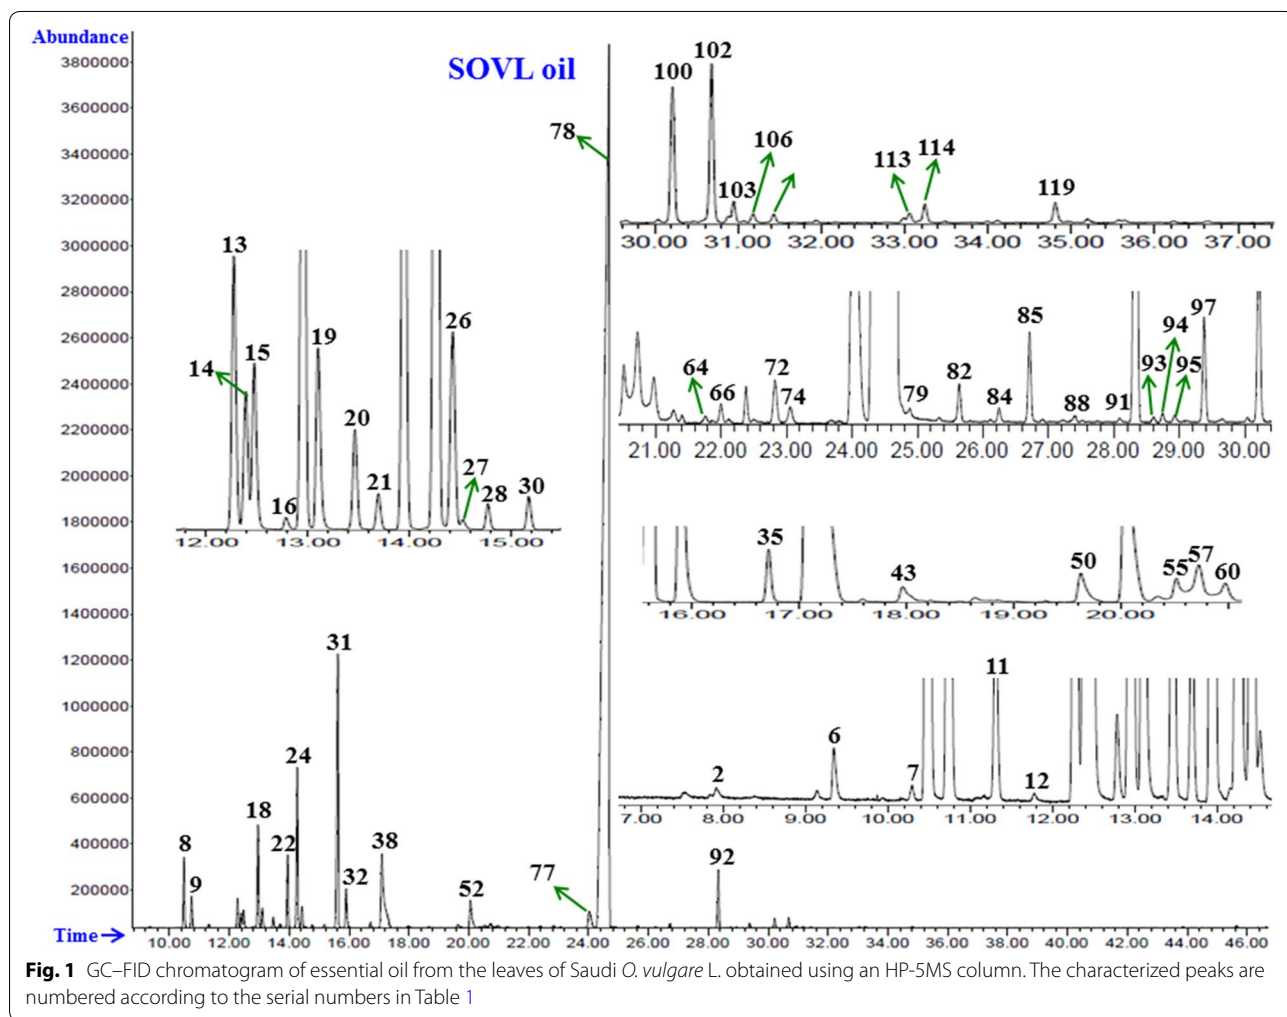 Abundance
3800000
3600000
3400000
3200000
3000000
2800000
2600000
2400000
2200000
2000000
1800000
1600000
1400000
1200000
1000000
800000
600000
400000
200000
Time
10.00 12.00 14.00 16.00 18.00 20.00 22.00 24.00 26.00 28.00 30.00 32.00 34.00 36.00 38.00 40.00 42.00 44.00 46.00
SOVL oil
8 9 18 22 24 31 32 38 52 77 78 92
13 14 15 16 19 20 21 26 27 28 30
12.00 13.00 14.00 15.00
100 102 103 106 113 114 119
30.00 31.00 32.00 33.00 34.00 35.00 36.00 37.00
64 66 72 74 79 82 84 85 88 91 93 94 95 97
21.00 22.00 23.00 24.00 25.00 26.00 27.00 28.00 29.00 30.00
35 43 50 55 57 60
16.00 17.00 18.00 19.00 20.00
2 6 7 11 12
7.00 8.00 9.00 10.00 11.00 12.00 13.00 14.00
Fig. 1 GC–FID chromatogram of essential oil from the leaves of Saudi O. vulgare L. obtained using an HP-5MS column. The characterized peaks are
numbered according to the serial numbers in Table 1